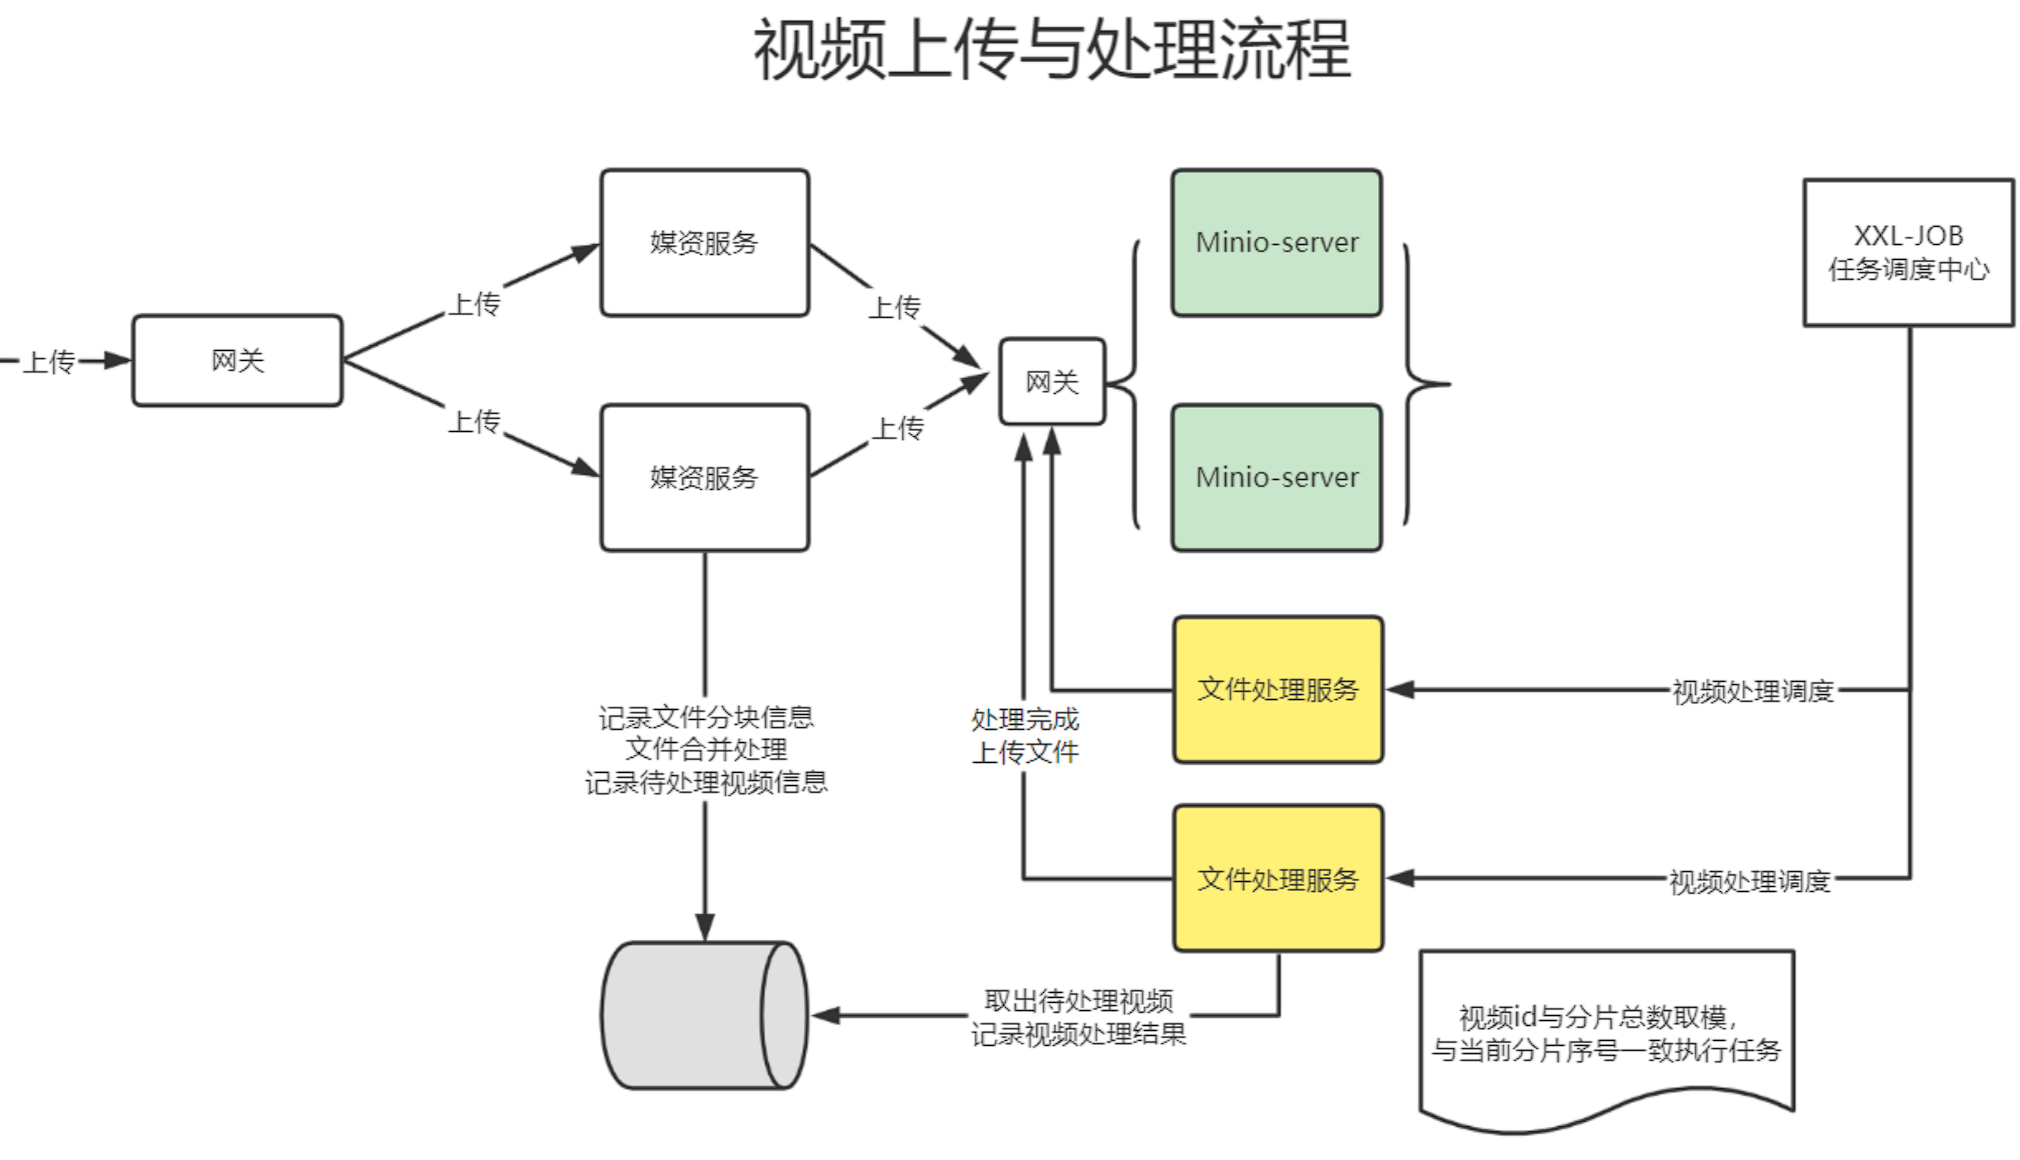 视频上传与处理流程
上传
网关
上传
上传
媒资服务
媒资服务
上传
上传
网关
Minio-server
Minio-server
XXL-JOB
任务调度中心
记录文件分块信息
文件合并处理
记录待处理视频信息
处理完成
上传文件
文件处理服务
视频处理调度
文件处理服务
视频处理调度
取出待处理视频
记录视频处理结果
视频id与分片总数取模，
与当前分片序号一致执行任务